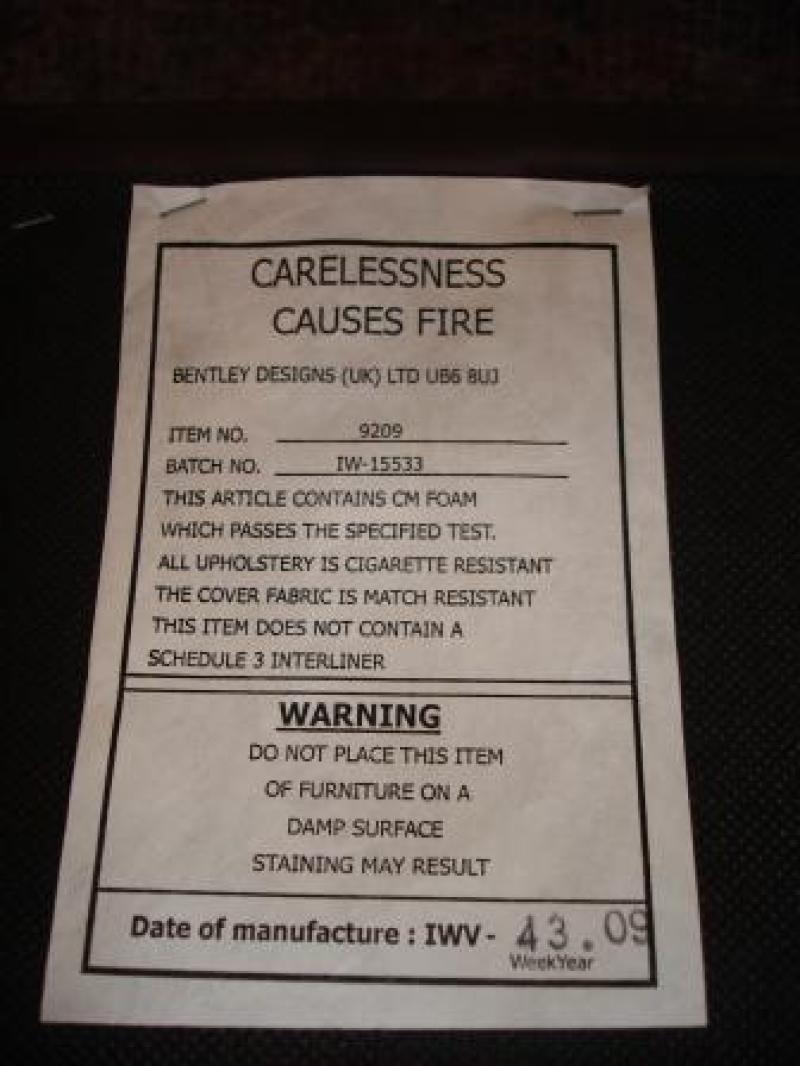 CARELESSNESS
CAUSES FIRE
BENTLEY DESIGNS (UK) LTD UB6 8UJ
ITEM NO. 9209
BATCH NO. IW-15533
THIS ARTICLE CONTAINS CM FOAM
WHICH PASSES THE SPECIFIED TEST.
ALL UPHOLSTERY IS CIGARETTE RESISTANT
THE COVER FABRIC IS MATCH RESISTANT
THIS ITEM DOES NOT CONTAIN A
SCHEDULE 3 INTERLINER
WARNING
DO NOT PLACE THIS ITEM
OF FURNITURE ON A
DAMP SURFACE
STAINING MAY RESULT
Date of manufacture : IWV - 43.09
WeekYear